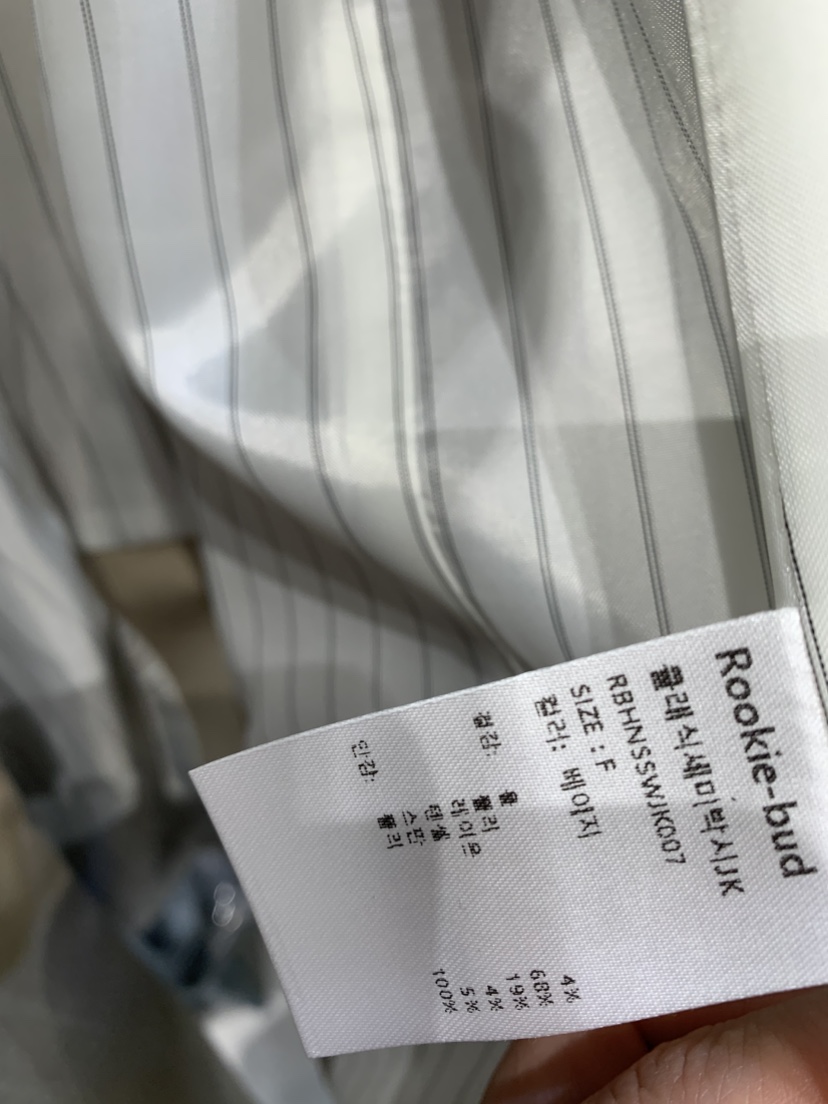 Rookie-bud
클래식세미박시JK
RBHNSSWJK007
SIZE : F
컬러: 베이지
겉감: 울 4%
폴리 68%
레이온 19%
텐셀 4%
스판 5%
안감: 폴리 100%